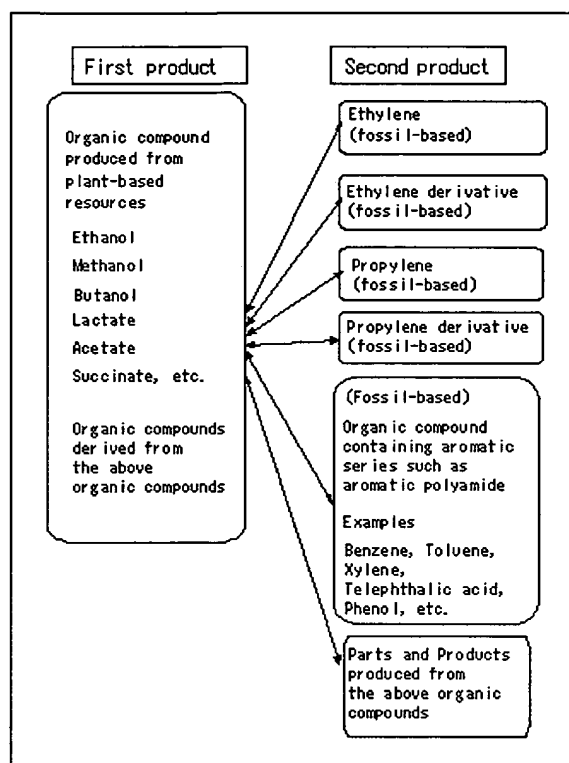 First product
Organic compound
produced from
plant-based
resources
Ethanol
Methanol
Butanol
Lactate
Acetate
Succinate, etc.
Organic compounds
derived from
the above
organic compounds
Second product
Ethylene
(fossil-based)
Ethylene derivative
(fossil-based)
Propylene
(fossil-based)
Propylene derivative
(fossil-based)
(Fossil-based)
Organic compound
containing aromatic
series such as
aromatic polyamide
Examples
Benzene, Toluene,
Xylene,
Telephthalic acid,
Phenol, etc.
Parts and Products
produced from
the above organic
compounds